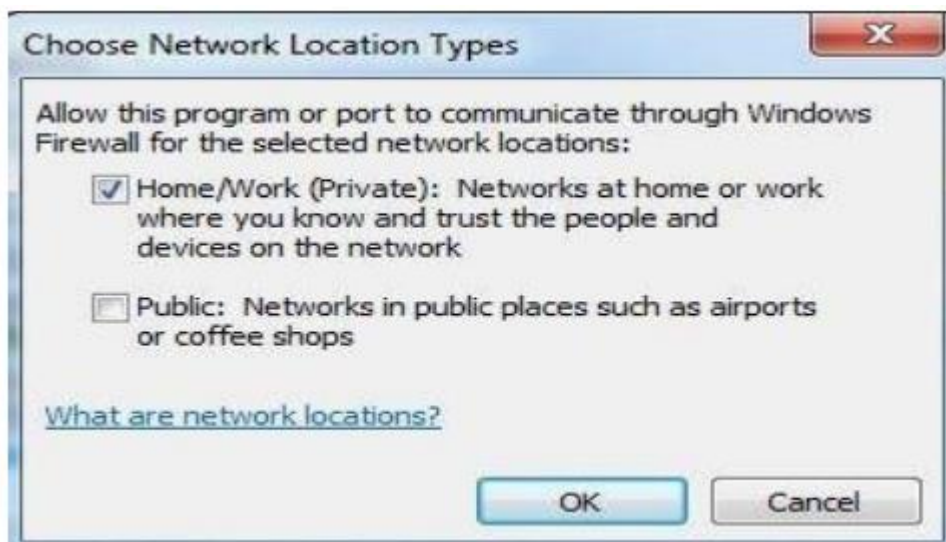 Choose Network Location Types
Allow this program or port to communicate through Windows
Firewall for the selected network locations:
Home/Work (Private): Networks at home or work
where you know and trust the people and
devices on the network
Public: Networks in public places such as airports
or coffee shops
What are network locations?
OK
Cancel